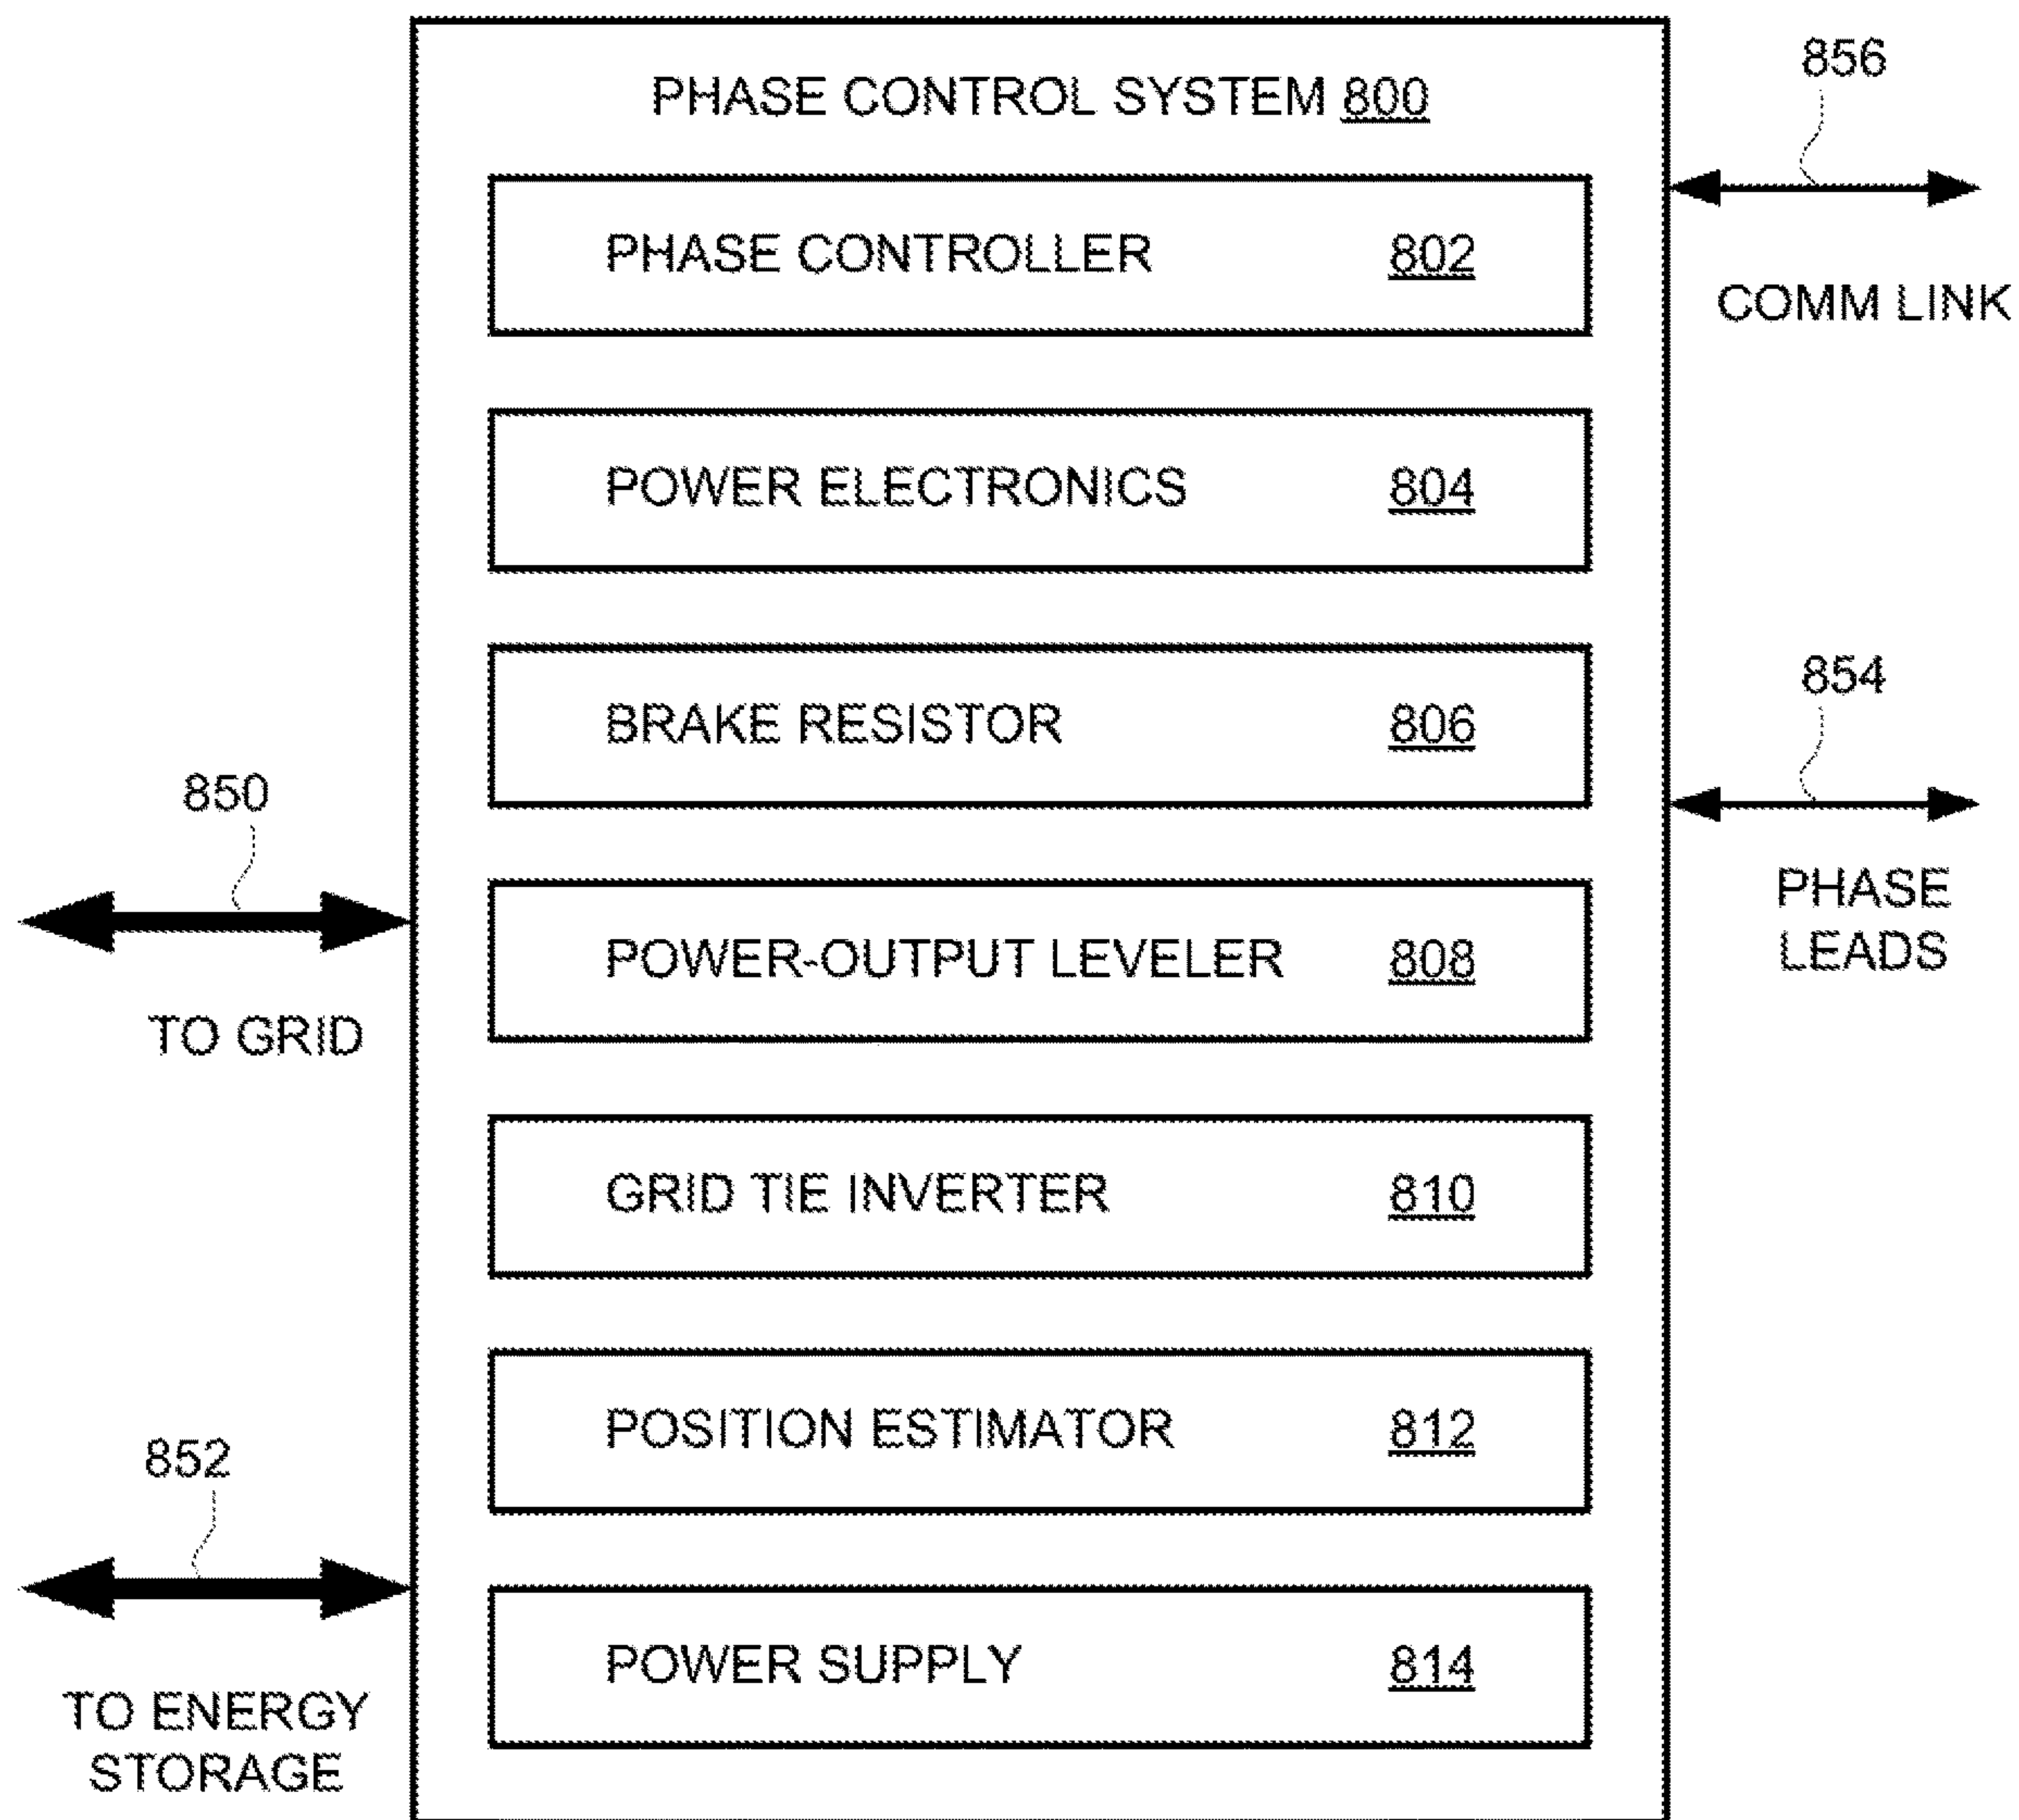 PHASE CONTROL SYSTEM 800
856
PHASE CONTROLLER 802
COMM LINK
POWER ELECTRONICS 804
BRAKE RESISTOR 806
854
850
PHASE
LEADS
POWER-OUTPUT LEVELER 808
TO GRID
GRID TIE INVERTER 810
POSITION ESTIMATOR 812
852
POWER SUPPLY 814
TO ENERGY
STORAGE